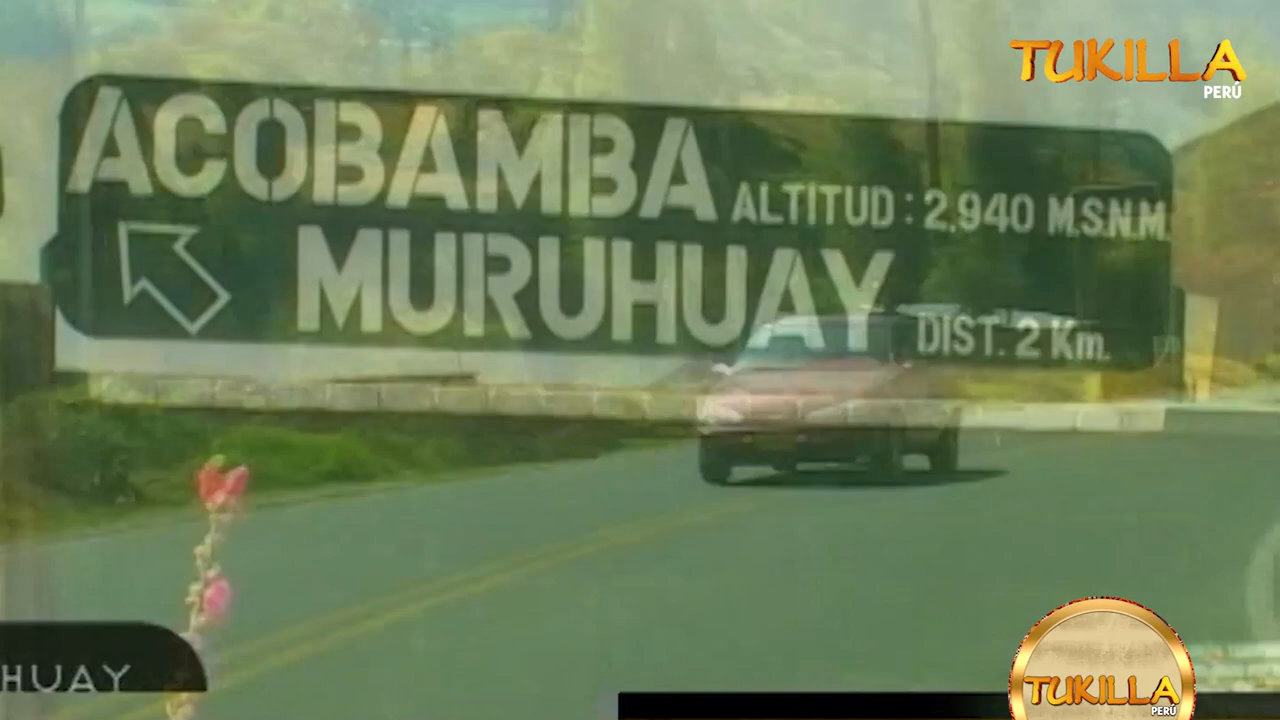 TUKILLA
PERÚ
ACOBAMBA ALTITUD : 2,940 M.S.N.M.
MURUHUAY DIST. 2 Km.
HUAY
TUKILLA
PERÚ